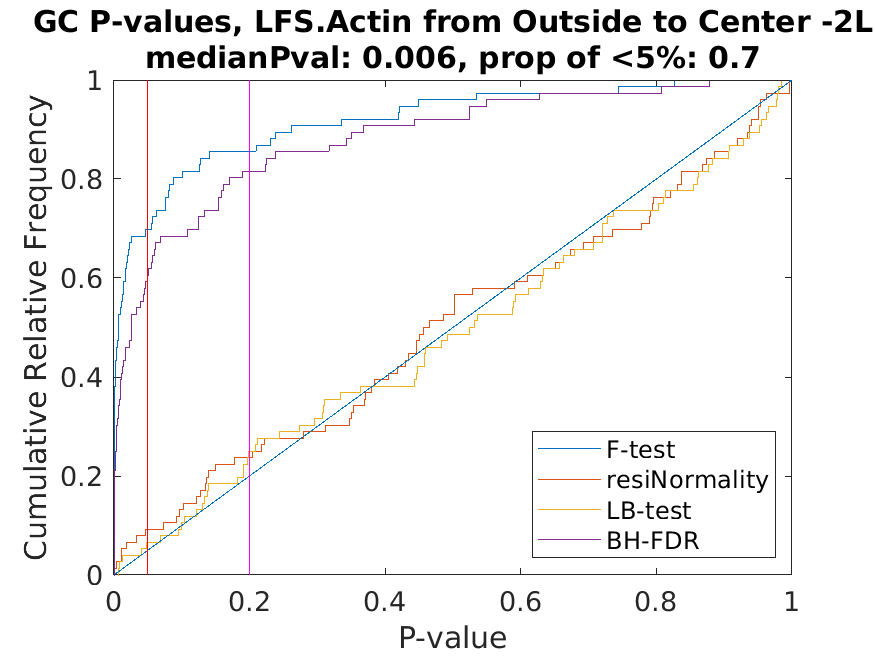 GC P-values, LFS.Actin from Outside to Center -2L
medianPval: 0.006, prop of <5%: 0.7
1
0.8
0.6
0.4
0.2
0
Cumulative Relative Frequency
F-test
resiNormality
LB-test
BH-FDR
0 0.2 0.4 0.6 0.8 1
P-value